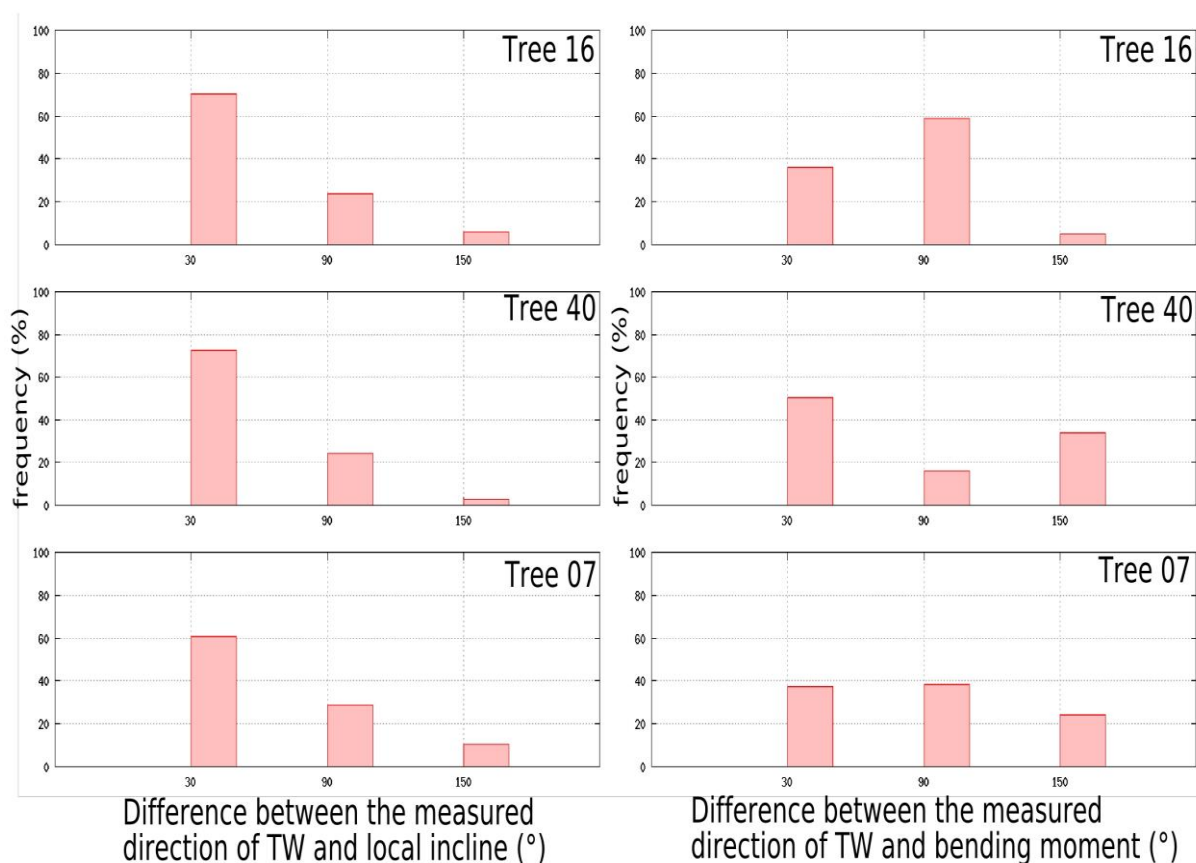 100
80
60
40
20
0
30 90 150
Tree 16
100
80
60
40
20
0
30 90 150
Tree 16
frequency (%)
100
80
60
40
20
0
30 90 150
Tree 40
frequency (%)
100
80
60
40
20
0
30 90 150
Tree 40
100
80
60
40
20
0
30 90 150
Tree 07
100
80
60
40
20
0
30 90 150
Tree 07
Difference between the measured
direction of TW and local incline (°)
Difference between the measured
direction of TW and bending moment (°)